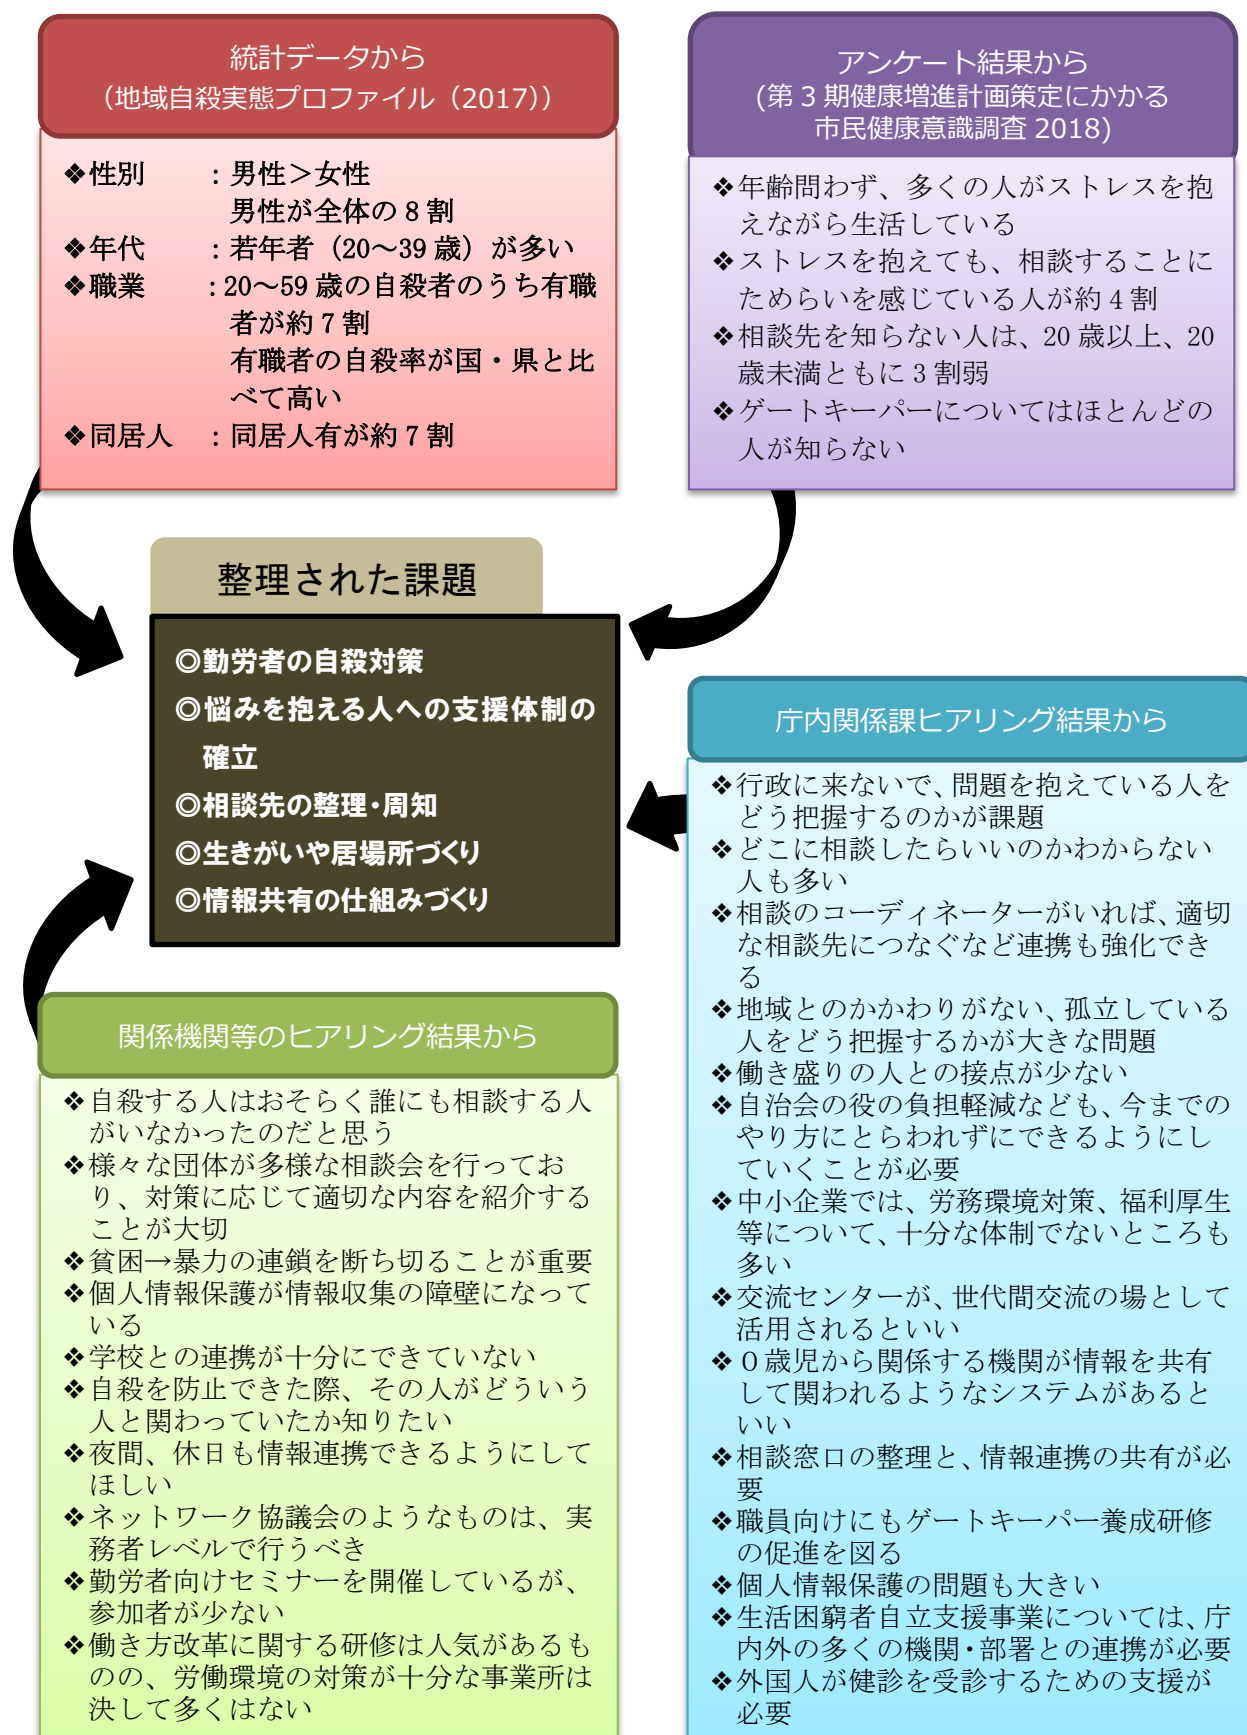 統計データから
（地域自殺実態プロファイル（2017））
❖性別　　：男性＞女性
男性が全体の８割
❖年代　　：若年者（20～39 歳）が多い
❖職業　　：20～59 歳の自殺者のうち有職
者が約７割
有職者の自殺率が国・県と比
べて高い
❖同居人　：同居人有が約７割
アンケート結果から
(第３期健康増進計画策定にかかる
市民健康意識調査 2018)
❖年齢問わず、多くの人がストレスを抱
えながら生活している
❖ストレスを抱えても、相談することに
ためらいを感じている人が約４割
❖相談先を知らない人は、20 歳以上、20
歳未満ともに３割弱
❖ゲートキーパーについてはほとんどの
人が知らない
整理された課題
◎勤労者の自殺対策
◎悩みを抱える人への支援体制の
確立
◎相談先の整理・周知
◎生きがいや居場所づくり
◎情報共有の仕組みづくり
関係機関等のヒアリング結果から
❖自殺する人はおそらく誰にも相談する人
がいなかったのだと思う
❖様々な団体が多様な相談会を行ってお
り、対策に応じて適切な内容を紹介する
ことが大切
❖貧困→暴力の連鎖を断ち切ることが重要
❖個人情報保護が情報収集の障壁になって
いる
❖学校との連携が十分にできていない
❖自殺を防止できた際、その人がどういう
人と関わっていたか知りたい
❖夜間、休日も情報連携できるようにして
ほしい
❖ネットワーク協議会のようなものは、実
務者レベルで行うべき
❖勤労者向けセミナーを開催しているが、
参加者が少ない
❖働き方改革に関する研修は人気があるも
のの、労働環境の対策が十分な事業所は
決して多くはない
庁内関係課ヒアリング結果から
❖行政に来ないで、問題を抱えている人を
どう把握するのかが課題
❖どこに相談したらいいのかわからない
人も多い
❖相談のコーディネーターがいれば、適切
な相談先につなぐなど連携も強化でき
る
❖地域とのかかわりがない、孤立している
人をどう把握するかが大きな問題
❖働き盛りの人との接点が少ない
❖自治会の役の負担軽減なども、今までの
やり方にとらわれずにできるようにし
ていくことが必要
❖中小企業では、労務環境対策、福利厚生
等について、十分な体制でないところも
多い
❖交流センターが、世代間交流の場として
活用されるといい
❖０歳児から関係する機関が情報を共有
して関われるようなシステムがあると
いい
❖相談窓口の整理と、情報連携の共有が必
要
❖職員向けにもゲートキーパー養成研修
の促進を図る
❖個人情報保護の問題も大きい
❖生活困窮者自立支援事業については、庁
内外の多くの機関・部署との連携が必要
❖外国人が健診を受診するための支援が
必要